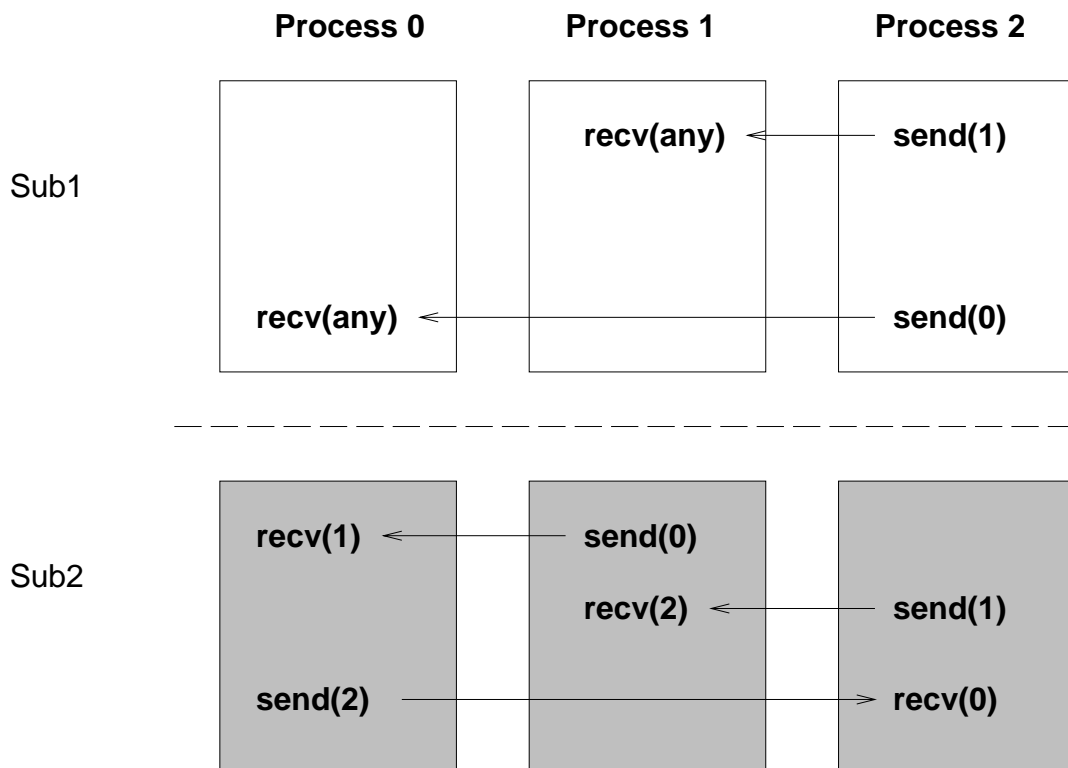 Process 0 Process 1 Process 2
recv(any) send(1)
Sub1
recv(any) send(0)
recv(1) send(0)
Sub2
recv(2) send(1)
send(2) recv(0)